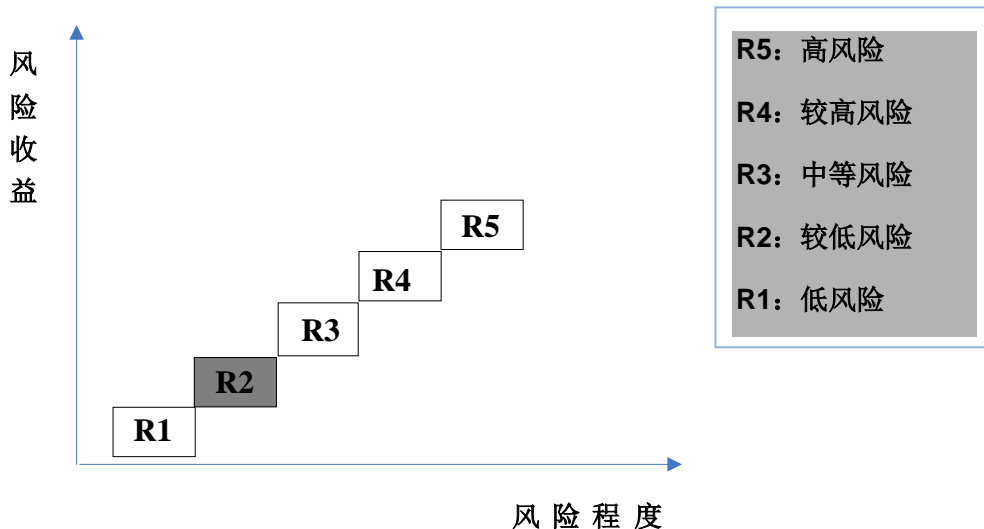 风
险
收
益
R5
R4
R3
R2
R1
风 险 程 度
R5：高风险
R4：较高风险
R3：中等风险
R2：较低风险
R1：低风险